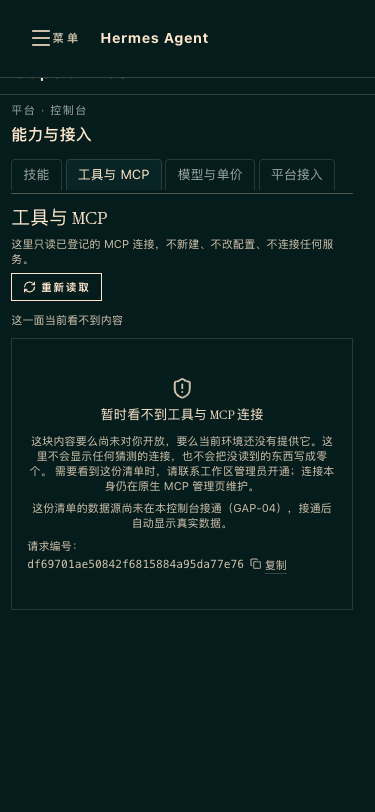 菜单
Hermes Agent
平台 · 控制台
能力与接入
技能
工具与 MCP
模型与单价
平台接入
工具与 MCP
这里只读已登记的 MCP 连接，不新建、不改配置、不连接任何服
务。
重新读取
这一面当前看不到内容
暂时看不到工具与 MCP 连接
这块内容要么尚未对你开放，要么当前环境还没有提供它。这
里不会显示任何猜测的连接，也不会把没读到的东西写成零
个。 需要看到这份清单时，请联系工作区管理员开通；连接本
身仍在原生 MCP 管理页维护。
这份清单的数据源尚未在本控制台接通（GAP-04），接通后
自动显示真实数据。
请求编号：
df69701ae50842f6815884a95da77e76 复制